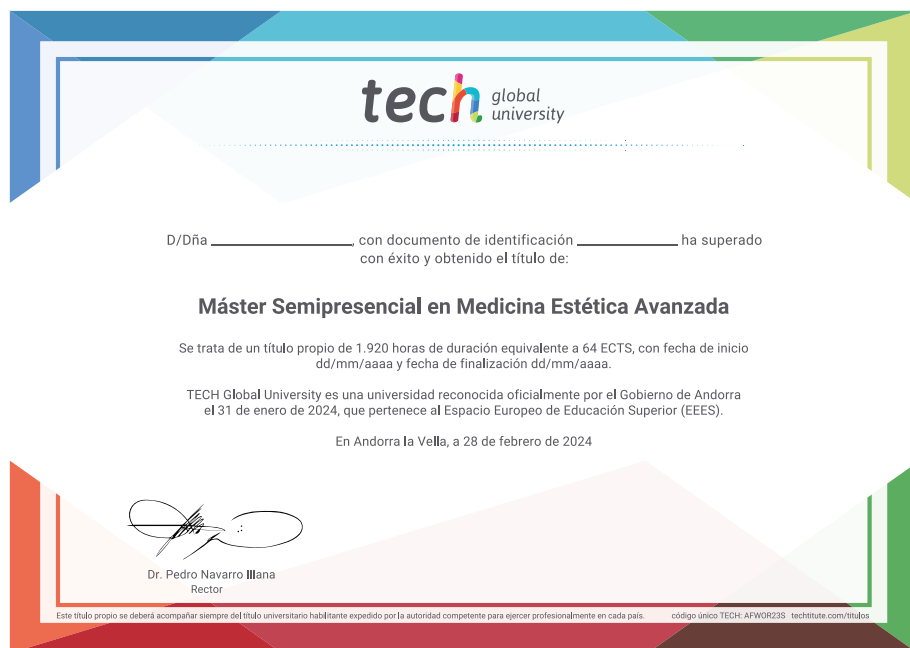 tech global
university
D/Dña ____________________, con documento de identificación ______________ ha superado
con éxito y obtenido el título de:
Máster Semipresencial en Medicina Estética Avanzada
Se trata de un título propio de 1.920 horas de duración equivalente a 64 ECTS, con fecha de inicio
dd/mm/aaaa y fecha de finalización dd/mm/aaaa.
TECH Global University es una universidad reconocida oficialmente por el Gobierno de Andorra
el 31 de enero de 2024, que pertenece al Espacio Europeo de Educación Superior (EEES).
En Andorra la Vella, a 28 de febrero de 2024
Dr. Pedro Navarro Illana
Rector
Este título propio se deberá acompañar siempre del título universitario habilitante expedido por la autoridad competente para ejercer profesionalmente en cada país. código único TECH: AFWOR23S techtitute.com/titulos